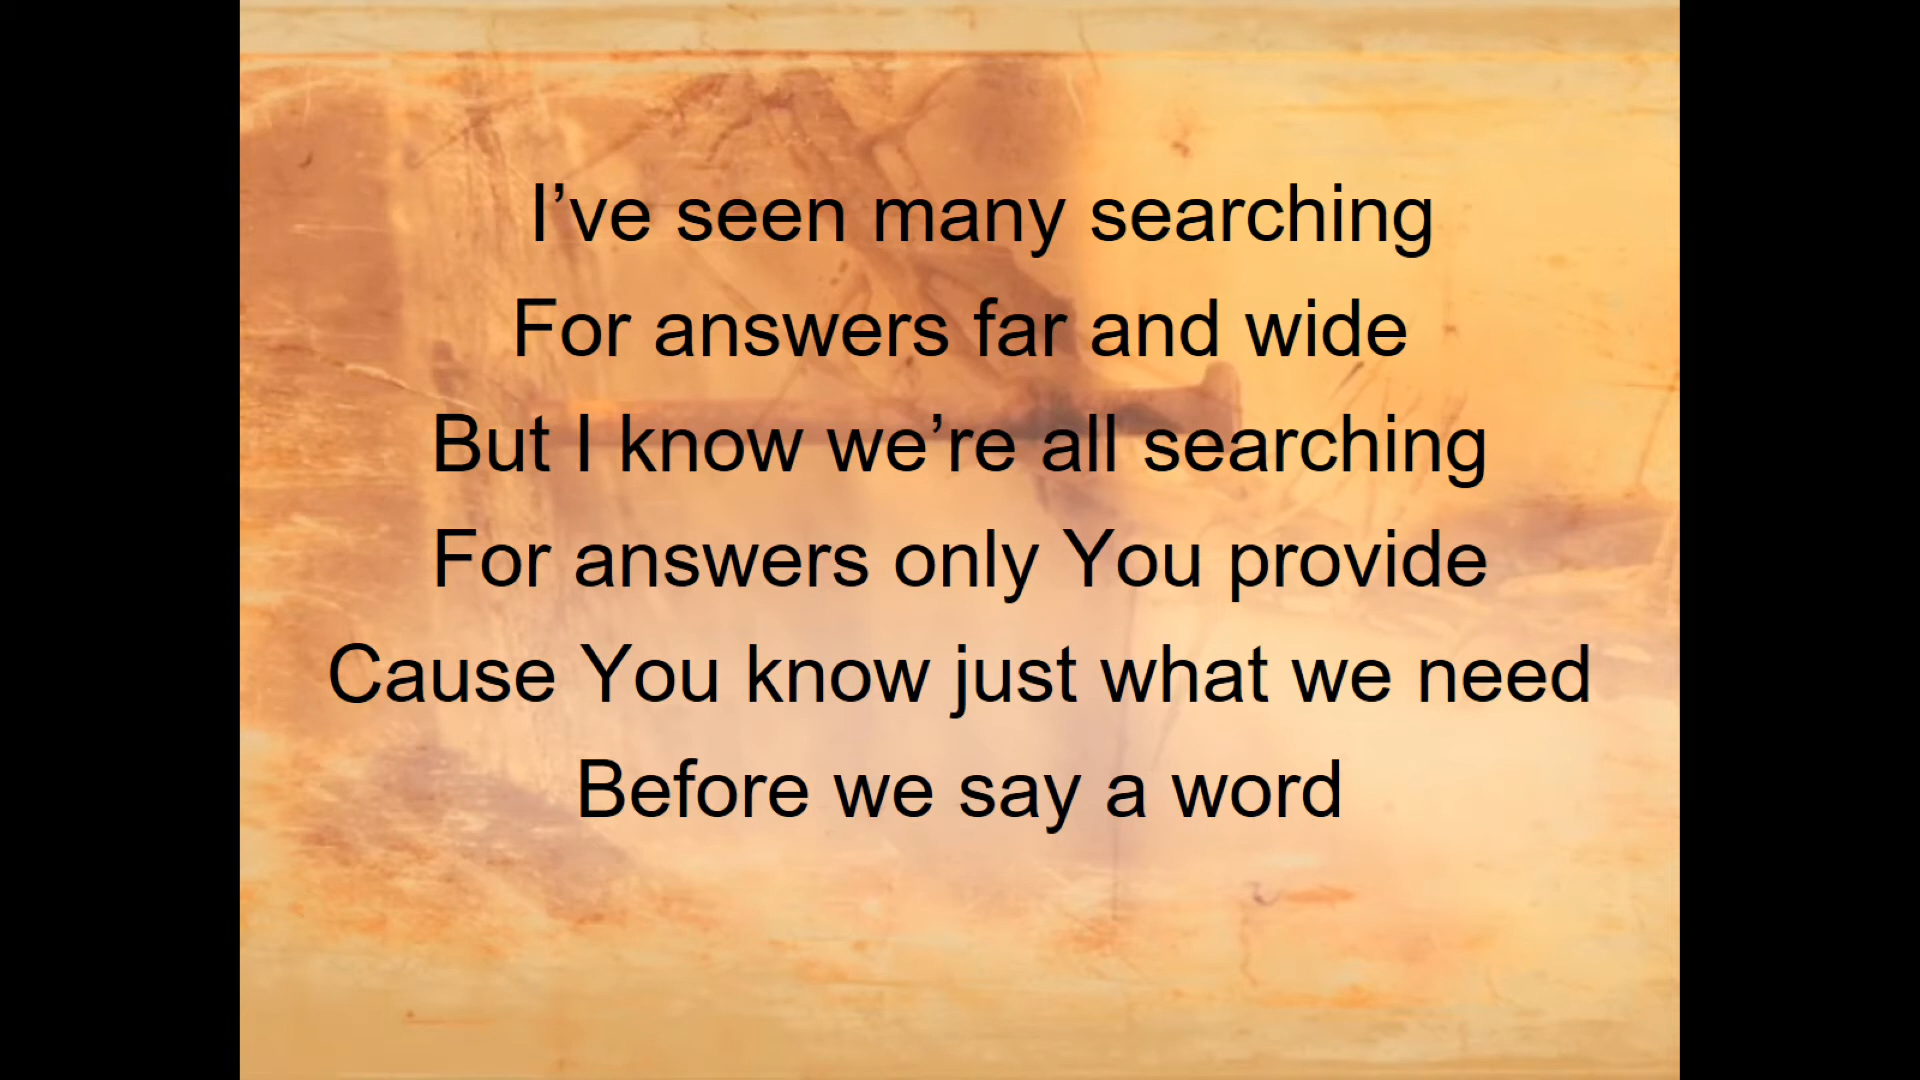 I’ve seen many searching
For answers far and wide
But I know we’re all searching
For answers only You provide
Cause You know just what we need
Before we say a word